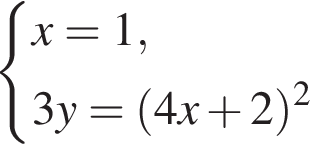 x = 1,
3y = (4x + 2)²